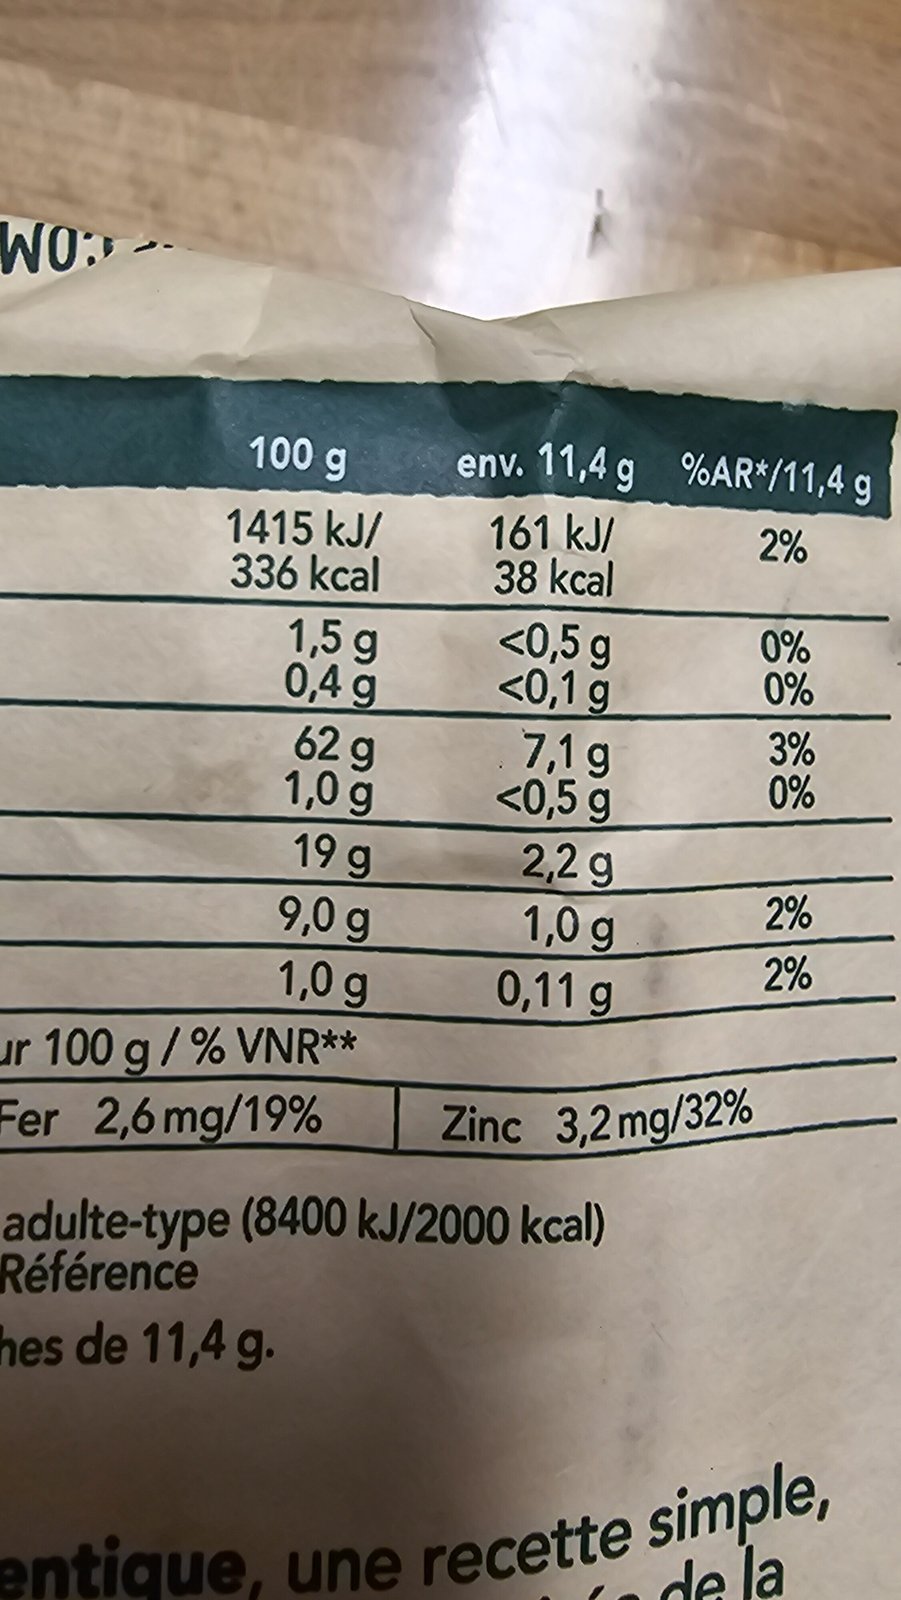 100 g env. 11,4 g %AR*/11,4 g
1415 kJ/ 161 kJ/ 2%
336 kcal 38 kcal
1,5 g <0,5 g 0%
0,4 g <0,1 g 0%
62 g 7,1 g 3%
1,0 g <0,5 g 0%
19 g 2,2 g
9,0 g 1,0 g 2%
1,0 g 0,11 g 2%
ur 100 g / % VNR**
Fer 2,6 mg/19% Zinc 3,2 mg/32%
adulte-type (8400 kJ/2000 kcal)
Référence
hes de 11,4 g.
entique, une recette simple,
de la